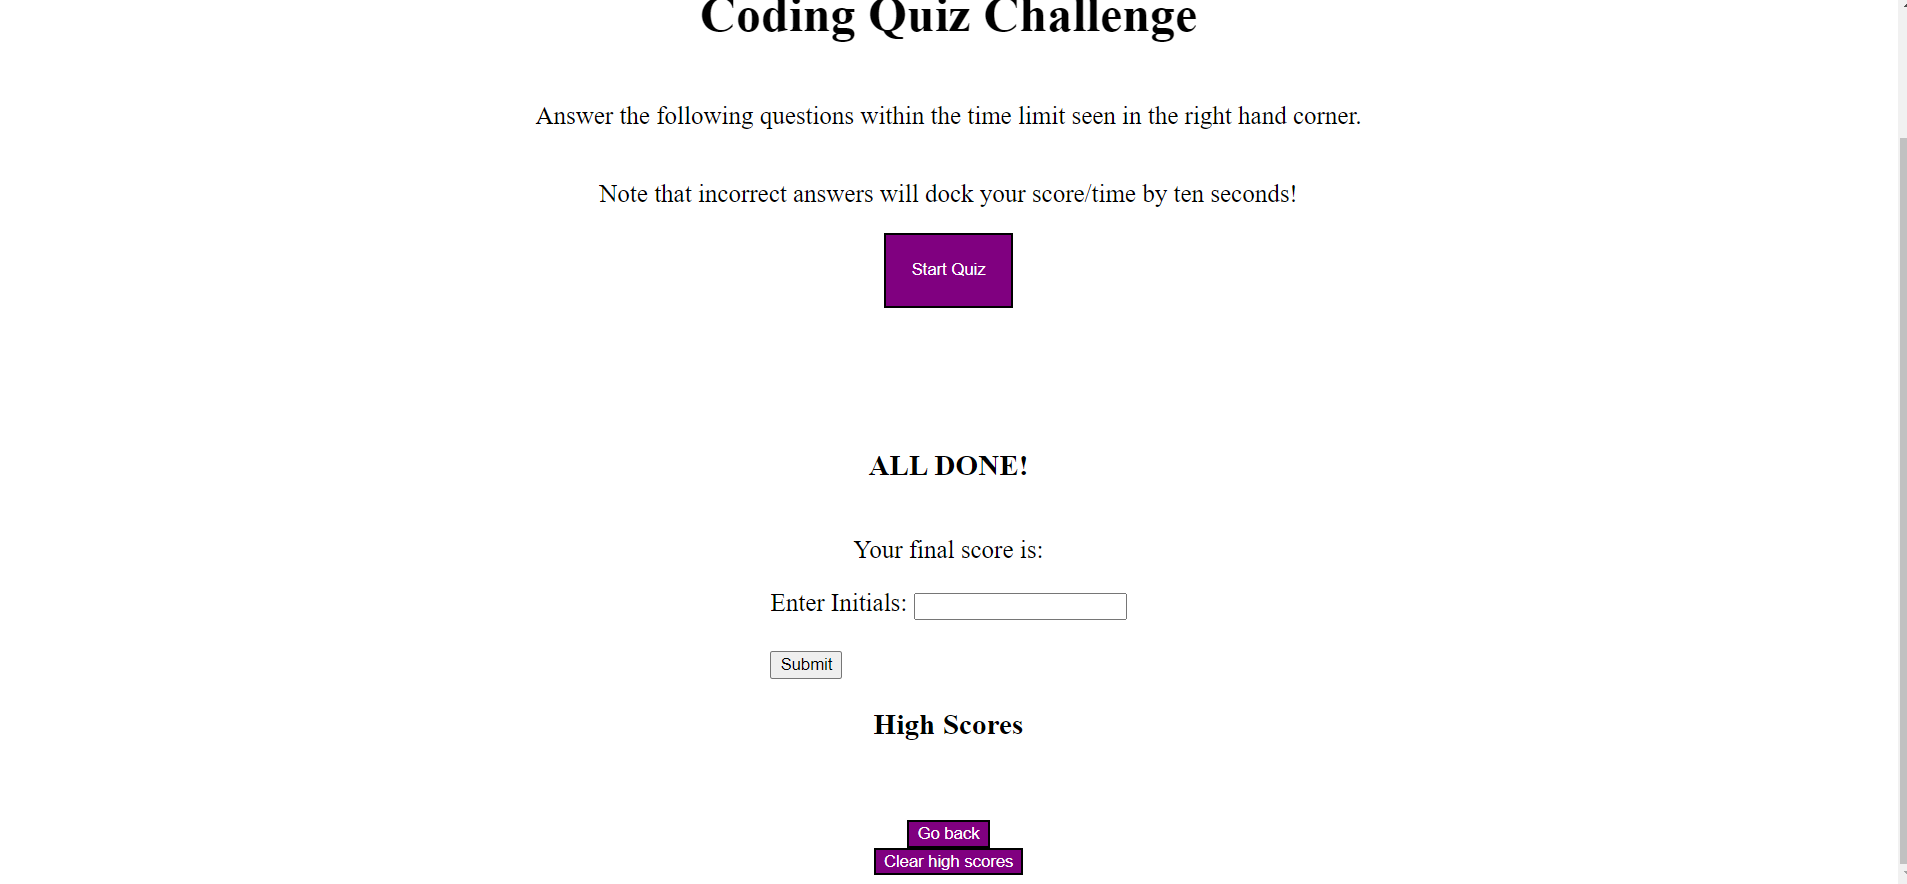 Coding Quiz Challenge
Answer the following questions within the time limit seen in the right hand corner.
Note that incorrect answers will dock your score/time by ten seconds!
Start Quiz
ALL DONE!
Your final score is:
Enter Initials:
Submit
High Scores
Go back
Clear high scores